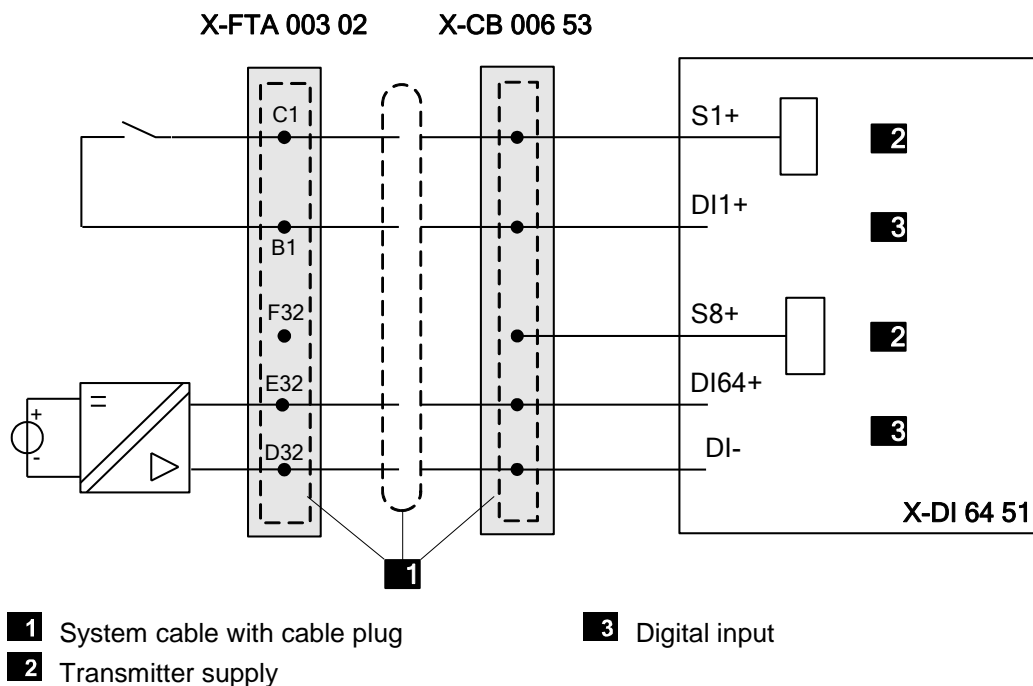 X-FTA 003 02 X-CB 006 53
C1
S1+
2
DI1+
3
B1
F32
S8+
2
E32
DI64+
=
+
-
3
D32
DI-
X-DI 64 51
1
1 System cable with cable plug
3 Digital input
2 Transmitter supply